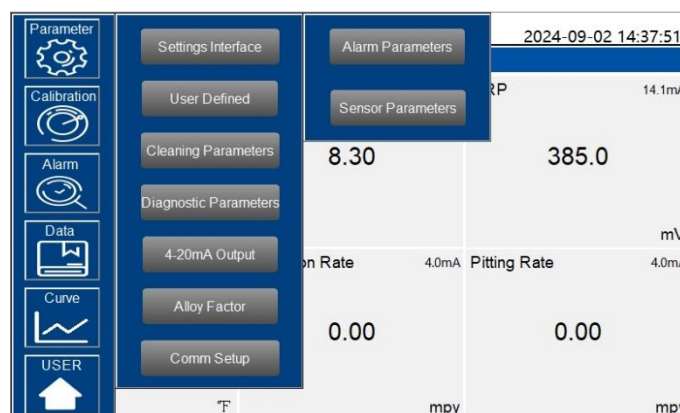 Parameter
Calibration
Alarm
Data
Curve
USER
Settings Interface
User Defined
Cleaning Parameters
Diagnostic Parameters
4-20mA Output
Alloy Factor
Comm Setup
Alarm Parameters
Sensor Parameters
2024-09-02 14:37:51
RP 14.1mA
8.30
385.0
mV
on Rate 4.0mA
Pitting Rate 4.0mA
0.00
0.00
℉
mpy
mpy